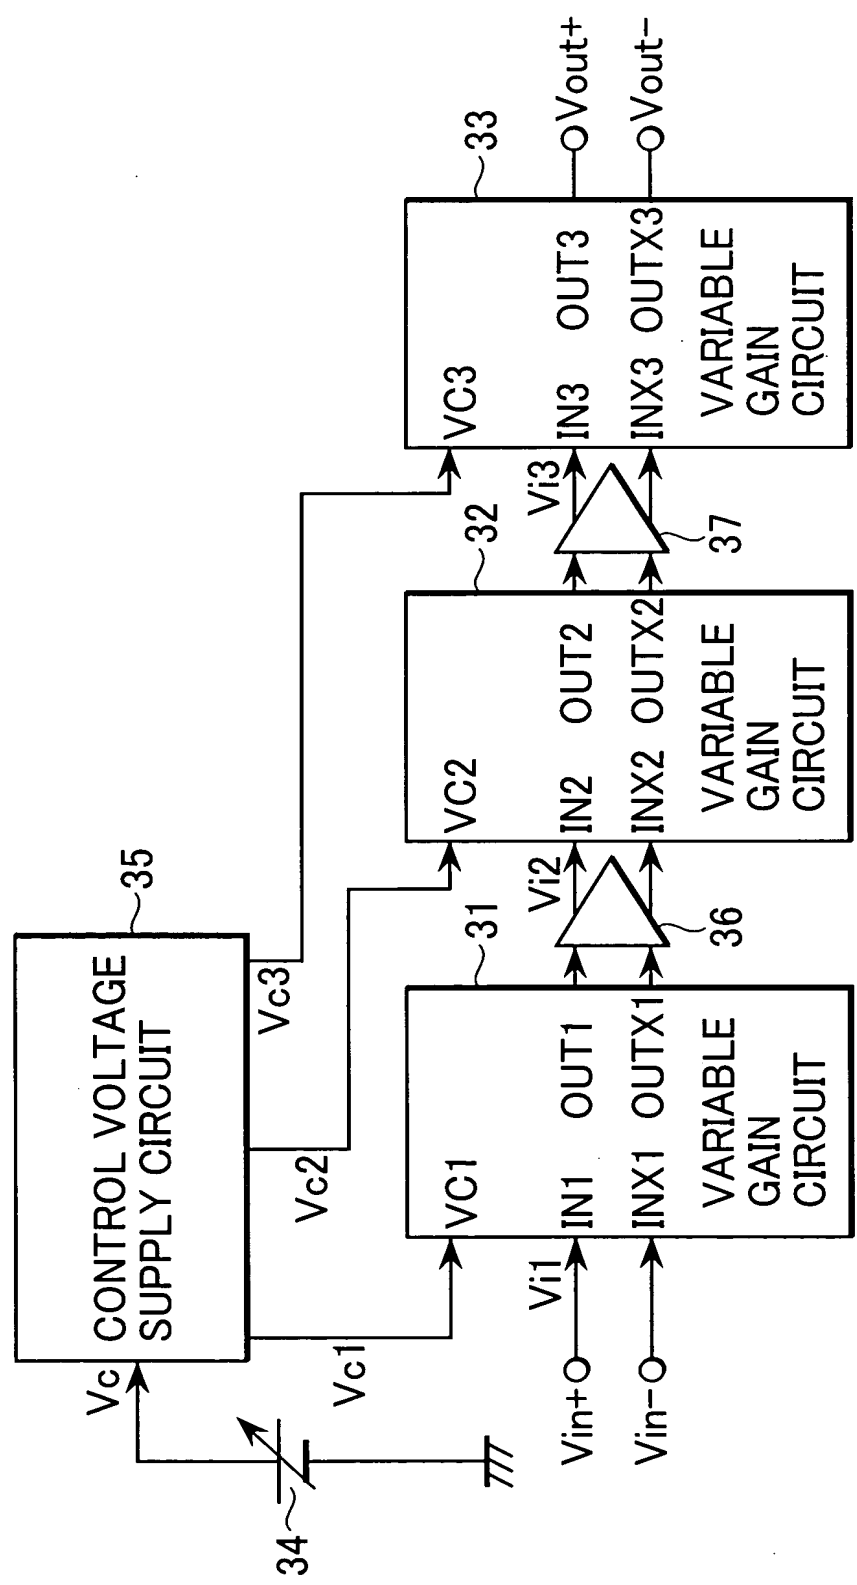 35
CONTROL VOLTAGE
SUPPLY CIRCUIT
Vc
34
Vc1
Vc2
Vc3
31
VC1
IN1 OUT1
INX1 OUTX1
VARIABLE
GAIN
CIRCUIT
Vin+
Vin−
Vi1
36
Vi2
32
VC2
IN2 OUT2
INX2 OUTX2
VARIABLE
GAIN
CIRCUIT
37
Vi3
33
VC3
IN3 OUT3
INX3 OUTX3
VARIABLE
GAIN
CIRCUIT
Vout+
Vout−